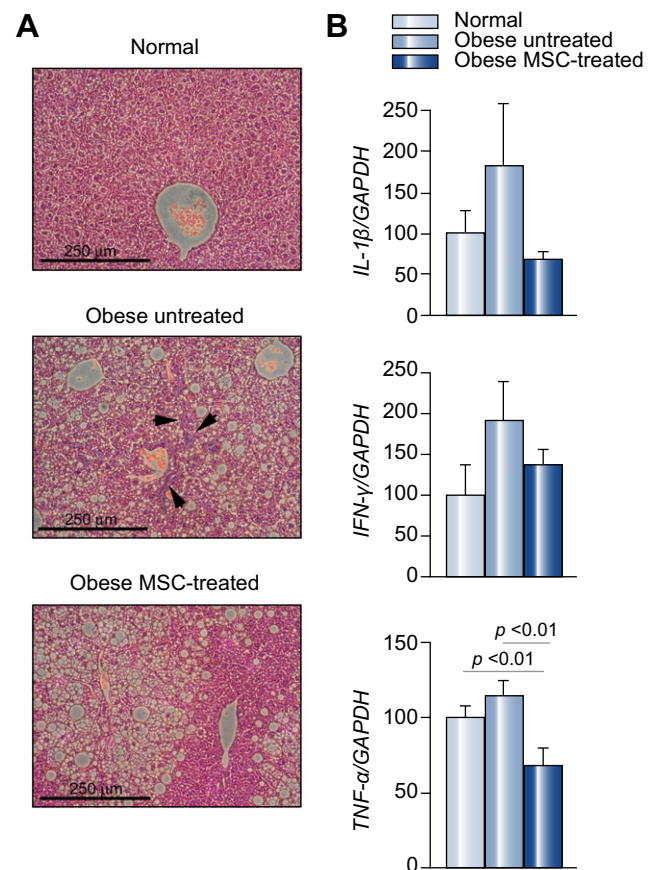 A
Normal
250 µm
Obese untreated
250 µm
Obese MSC-treated
250 µm
B
Normal
Obese untreated
Obese MSC-treated
IL-1β/GAPDH
250
200
150
100
50
0
IFN-γ/GAPDH
250
200
150
100
50
0
TNF-α/GAPDH
150
100
50
0
p <0.01
p <0.01